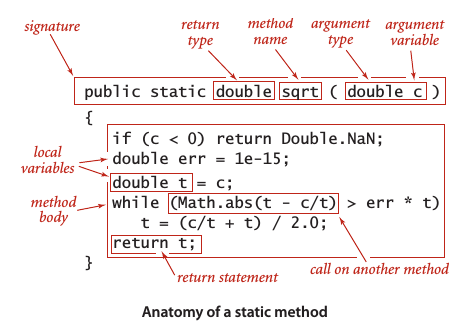 signature
return type
method name
argument type
argument variable
public static double sqrt ( double c )
{
if (c < 0) return Double.NaN;
double err = 1e-15;
double t = c;
while (Math.abs(t - c/t) > err * t)
t = (c/t + t) / 2.0;
return t;
}
local variables
method body
return statement
call on another method
Anatomy of a static method